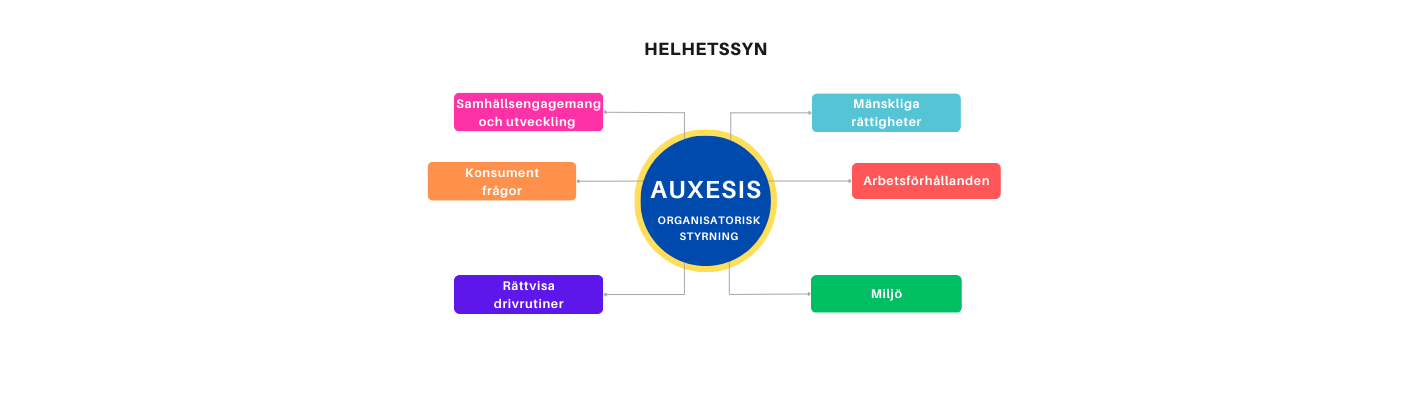 HELHETSSYN
Samhällsengagemang
och utveckling
Mänskliga
rättigheter
Konsument
frågor
Arbetsförhållanden
AUXESIS
ORGANISATORISK
STYRNING
Rättvisa
drivrutiner
Miljö